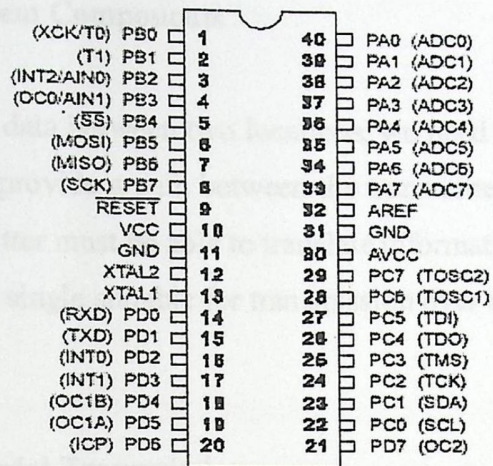 (XCK/T0) PB0 1 40 PA0 (ADC0)
(T1) PB1 2 39 PA1 (ADC1)
(INT2/AIN0) PB2 3 38 PA2 (ADC2)
(OC0/AIN1) PB3 4 37 PA3 (ADC3)
(SS) PB4 5 36 PA4 (ADC4)
(MOSI) PB5 6 35 PA5 (ADC5)
(MISO) PB6 7 34 PA6 (ADC6)
(SCK) PB7 8 33 PA7 (ADC7)
RESET 9 32 AREF
VCC 10 31 GND
GND 11 30 AVCC
XTAL2 12 29 PC7 (TOSC2)
XTAL1 13 28 PC6 (TOSC1)
(RXD) PD0 14 27 PC5 (TDI)
(TXD) PD1 15 26 PC4 (TDO)
(INT0) PD2 16 25 PC3 (TMS)
(INT1) PD3 17 24 PC2 (TCK)
(OC1B) PD4 18 23 PC1 (SDA)
(OC1A) PD5 19 22 PC0 (SCL)
(ICP) PD6 20 21 PD7 (OC2)